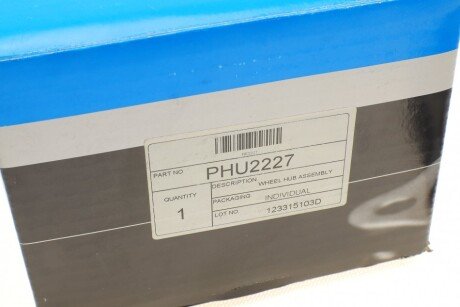 PART NO PHU2227
QUANTITY DESCRIPTION WHEEL HUB ASSEMBLY
1 PACKAGING INDIVIDUAL
LOT NO. 123315103D